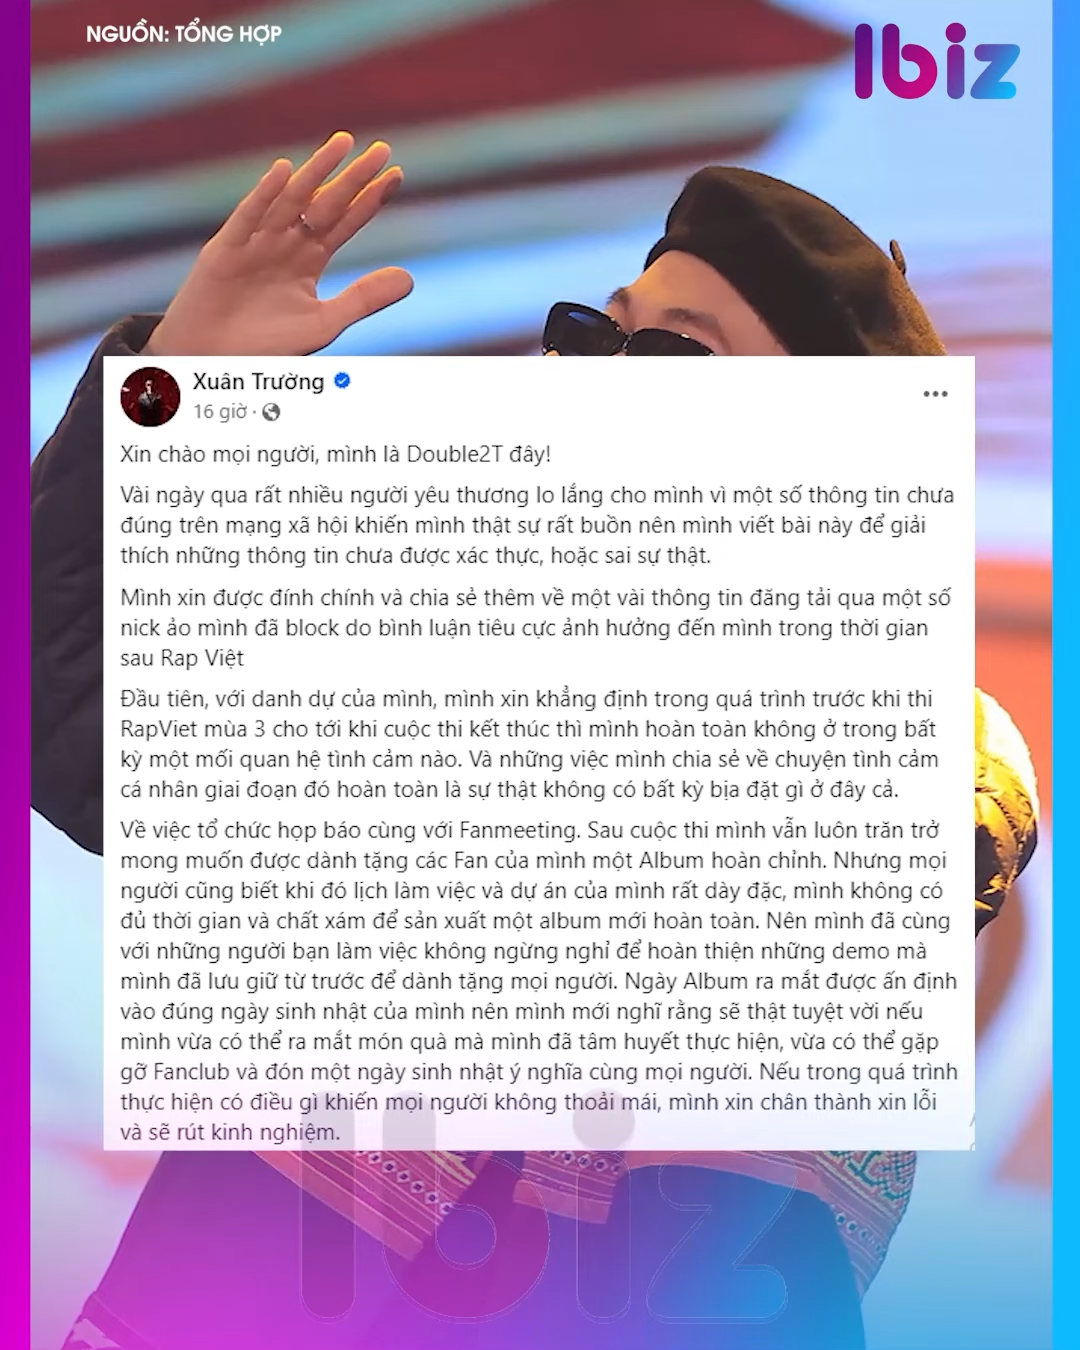 NGUỒN: TỔNG HỢP
Ibiz
Xuân Trường
16 giờ ·
Xin chào mọi người, mình là Double2T đây!
Vài ngày qua rất nhiều người yêu thương lo lắng cho mình vì một số thông tin chưa
đúng trên mạng xã hội khiến mình thật sự rất buồn nên mình viết bài này để giải
thích những thông tin chưa được xác thực, hoặc sai sự thật.
Mình xin được đính chính và chia sẻ thêm về một vài thông tin đăng tải qua một số
nick ảo mình đã block do bình luận tiêu cực ảnh hưởng đến mình trong thời gian
sau Rap Việt
Đầu tiên, với danh dự của mình, mình xin khẳng định trong quá trình trước khi thi
RapViet mùa 3 cho tới khi cuộc thi kết thúc thì mình hoàn toàn không ở trong bất
kỳ một mối quan hệ tình cảm nào. Và những việc mình chia sẻ về chuyện tình cảm
cá nhân giai đoạn đó hoàn toàn là sự thật không có bất kỳ bịa đặt gì ở đây cả.
Về việc tổ chức họp báo cùng với Fanmeeting. Sau cuộc thi mình vẫn luôn trăn trở
mong muốn được dành tặng các Fan của mình một Album hoàn chỉnh. Nhưng mọi
người cũng biết khi đó lịch làm việc và dự án của mình rất dày đặc, mình không có
đủ thời gian và chất xám để sản xuất một album mới hoàn toàn. Nên mình đã cùng
với những người bạn làm việc không ngừng nghỉ để hoàn thiện những demo mà
mình đã lưu giữ từ trước để dành tặng mọi người. Ngày Album ra mắt được ấn định
vào đúng ngày sinh nhật của mình nên mình mới nghĩ rằng sẽ thật tuyệt vời nếu
mình vừa có thể ra mắt món quà mà mình đã tâm huyết thực hiện, vừa có thể gặp
gỡ Fanclub và đón một ngày sinh nhật ý nghĩa cùng mọi người. Nếu trong quá trình
thực hiện có điều gì khiến mọi người không thoải mái, mình xin chân thành xin lỗi
và sẽ rút kinh nghiệm.
Ibiz